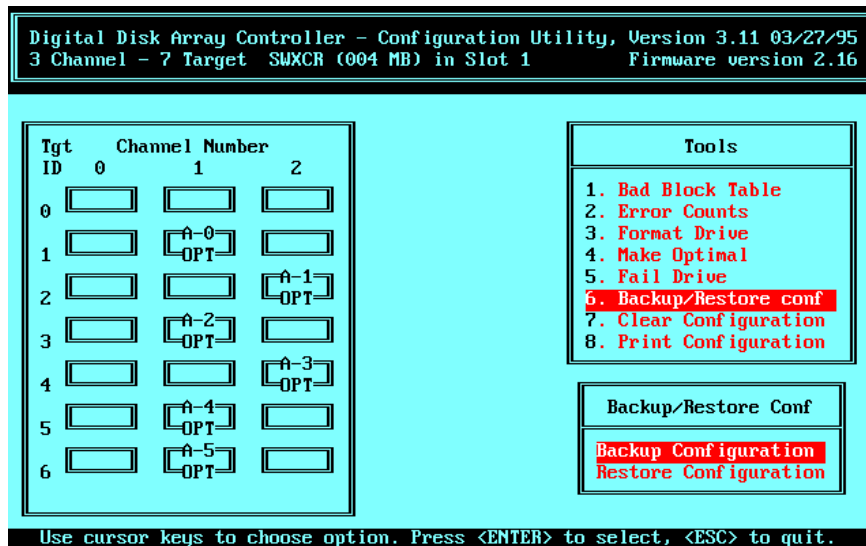 Digital Disk Array Controller - Configuration Utility, Version 3.11 03/27/95
3 Channel - 7 Target SWXCR (004 MB) in Slot 1 Firmware version 2.16
Tgt Channel Number
ID 0 1 2
0
1 A-0 OPT
2 A-1 OPT
3 A-2 OPT
4 A-3 OPT
5 A-4 OPT
6 A-5 OPT
Tools
1. Bad Block Table
2. Error Counts
3. Format Drive
4. Make Optimal
5. Fail Drive
6. Backup/Restore conf
7. Clear Configuration
8. Print Configuration
Backup/Restore Conf
Backup Configuration
Restore Configuration
Use cursor keys to choose option. Press <ENTER> to select, <ESC> to quit.